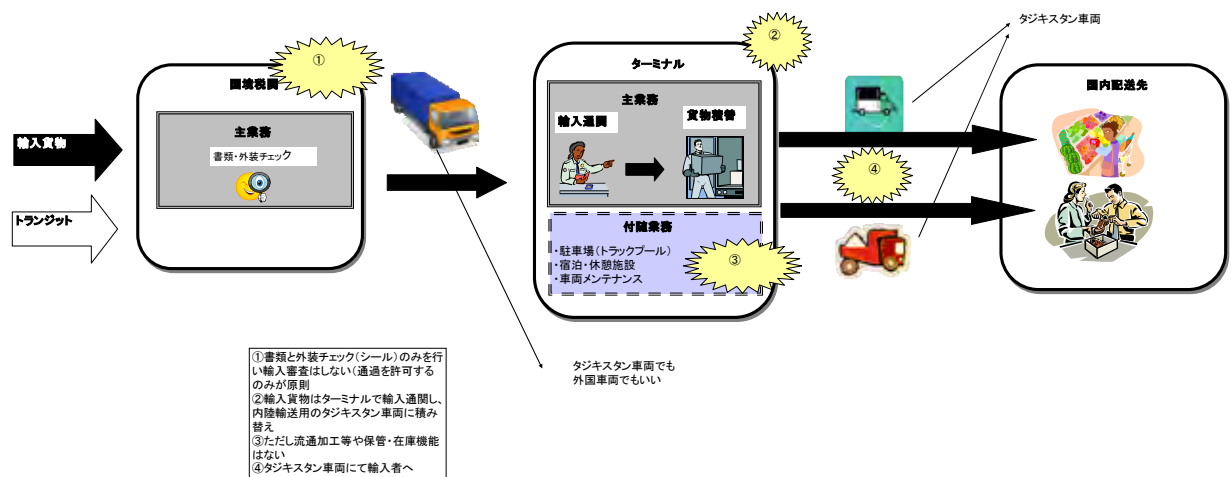 タジキスタン車両
①
②
国境税関
ターミナル
国内配送先
主業務
主業務
輸入通関
貨物積替
輸入貨物
書類・外装チェック
④
トランジット
付随業務
・駐車場（トラックプール）
・宿泊・休憩施設
・車両メンテナンス
③
タジキスタン車両でも
外国車両でもいい
①書類と外装チェック（シール）のみを行
い輸入審査はしない（通過を許可する
のみが原則
②輸入貨物はターミナルで輸入通関し、
内陸輸送用のタジキスタン車両に積み
替え
③ただし流通加工等や保管・在庫機能
はない
④タジキスタン車両にて輸入者へ